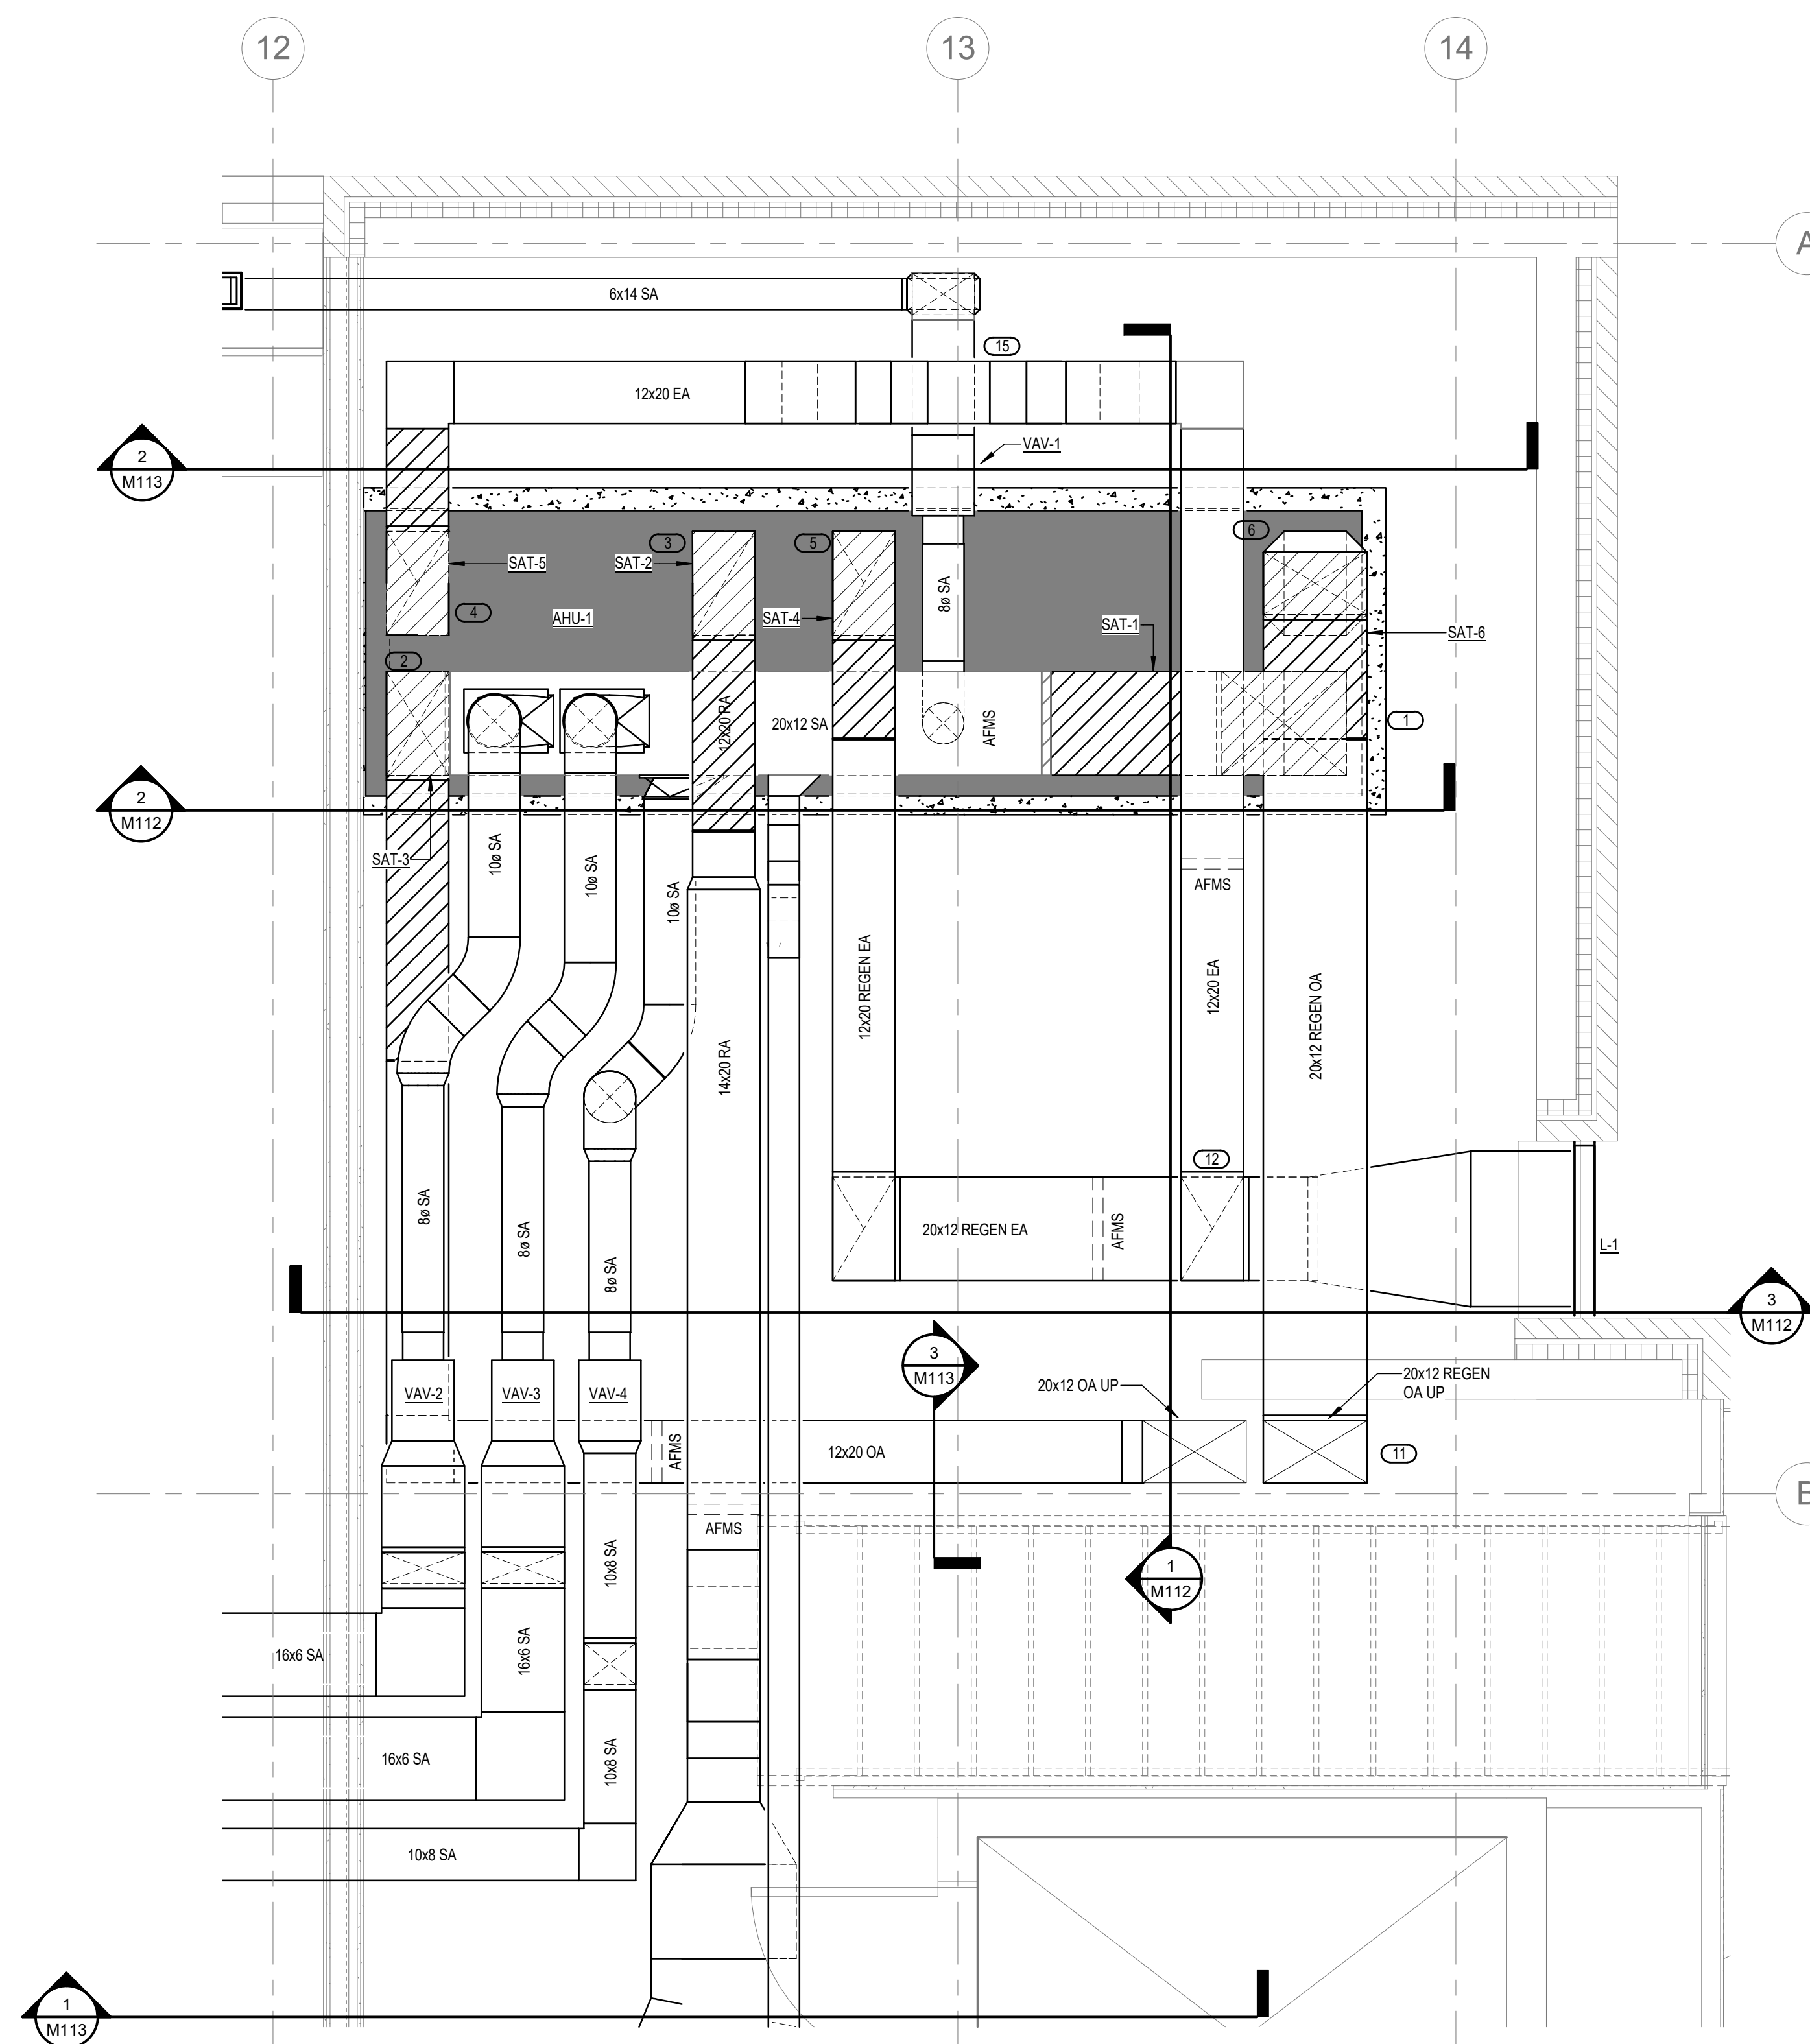 12
13
14
A
6x14 SA
15
12x20 EA
VAV-1
2
M113
3
5
6
SAT-5
SAT-2
8ø SA
4
AHU-1
SAT-4
SAT-1
SAT-6
2
12x20 RA
20x12 SA
AFMS
1
2
M112
SAT-3
10ø SA
10ø SA
10ø SA
AFMS
12x20 REGEN EA
12x20 EA
20x12 REGEN OA
14x20 RA
12
8ø SA
8ø SA
8ø SA
20x12 REGEN EA
AFMS
L-1
3
M112
3
M113
20x12 OA UP
20x12 REGEN
OA UP
VAV-2
VAV-3
VAV-4
AFMS
12x20 OA
11
B
AFMS
10x8 SA
1
M112
16x6 SA
16x6 SA
16x6 SA
10x8 SA
10x8 SA
1
M113